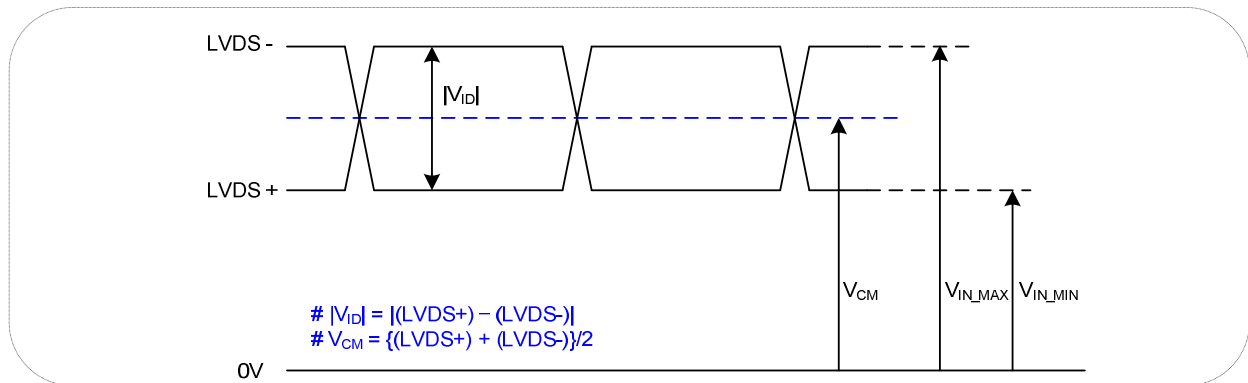 LVDS -
|VID|
LVDS +
VCM
VIN_MAX
VIN_MIN
# |VID| = |(LVDS+) – (LVDS-)|
# VCM = {(LVDS+) + (LVDS-)}/2
0V